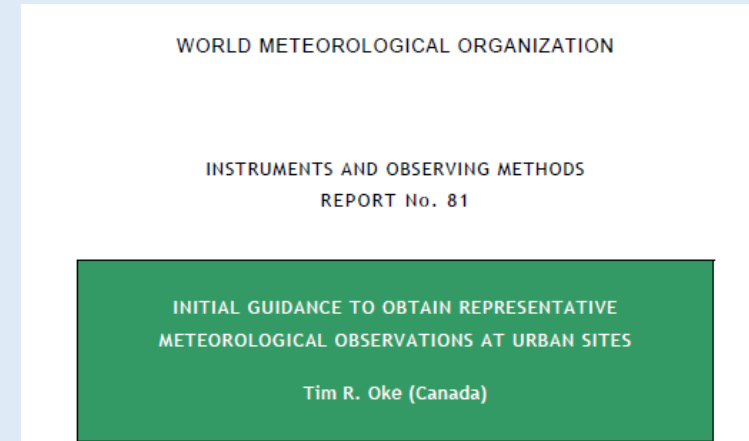 WORLD METEOROLOGICAL ORGANIZATION
INSTRUMENTS AND OBSERVING METHODS
REPORT No. 81
INITIAL GUIDANCE TO OBTAIN REPRESENTATIVE
METEOROLOGICAL OBSERVATIONS AT URBAN SITES
Tim R. Oke (Canada)